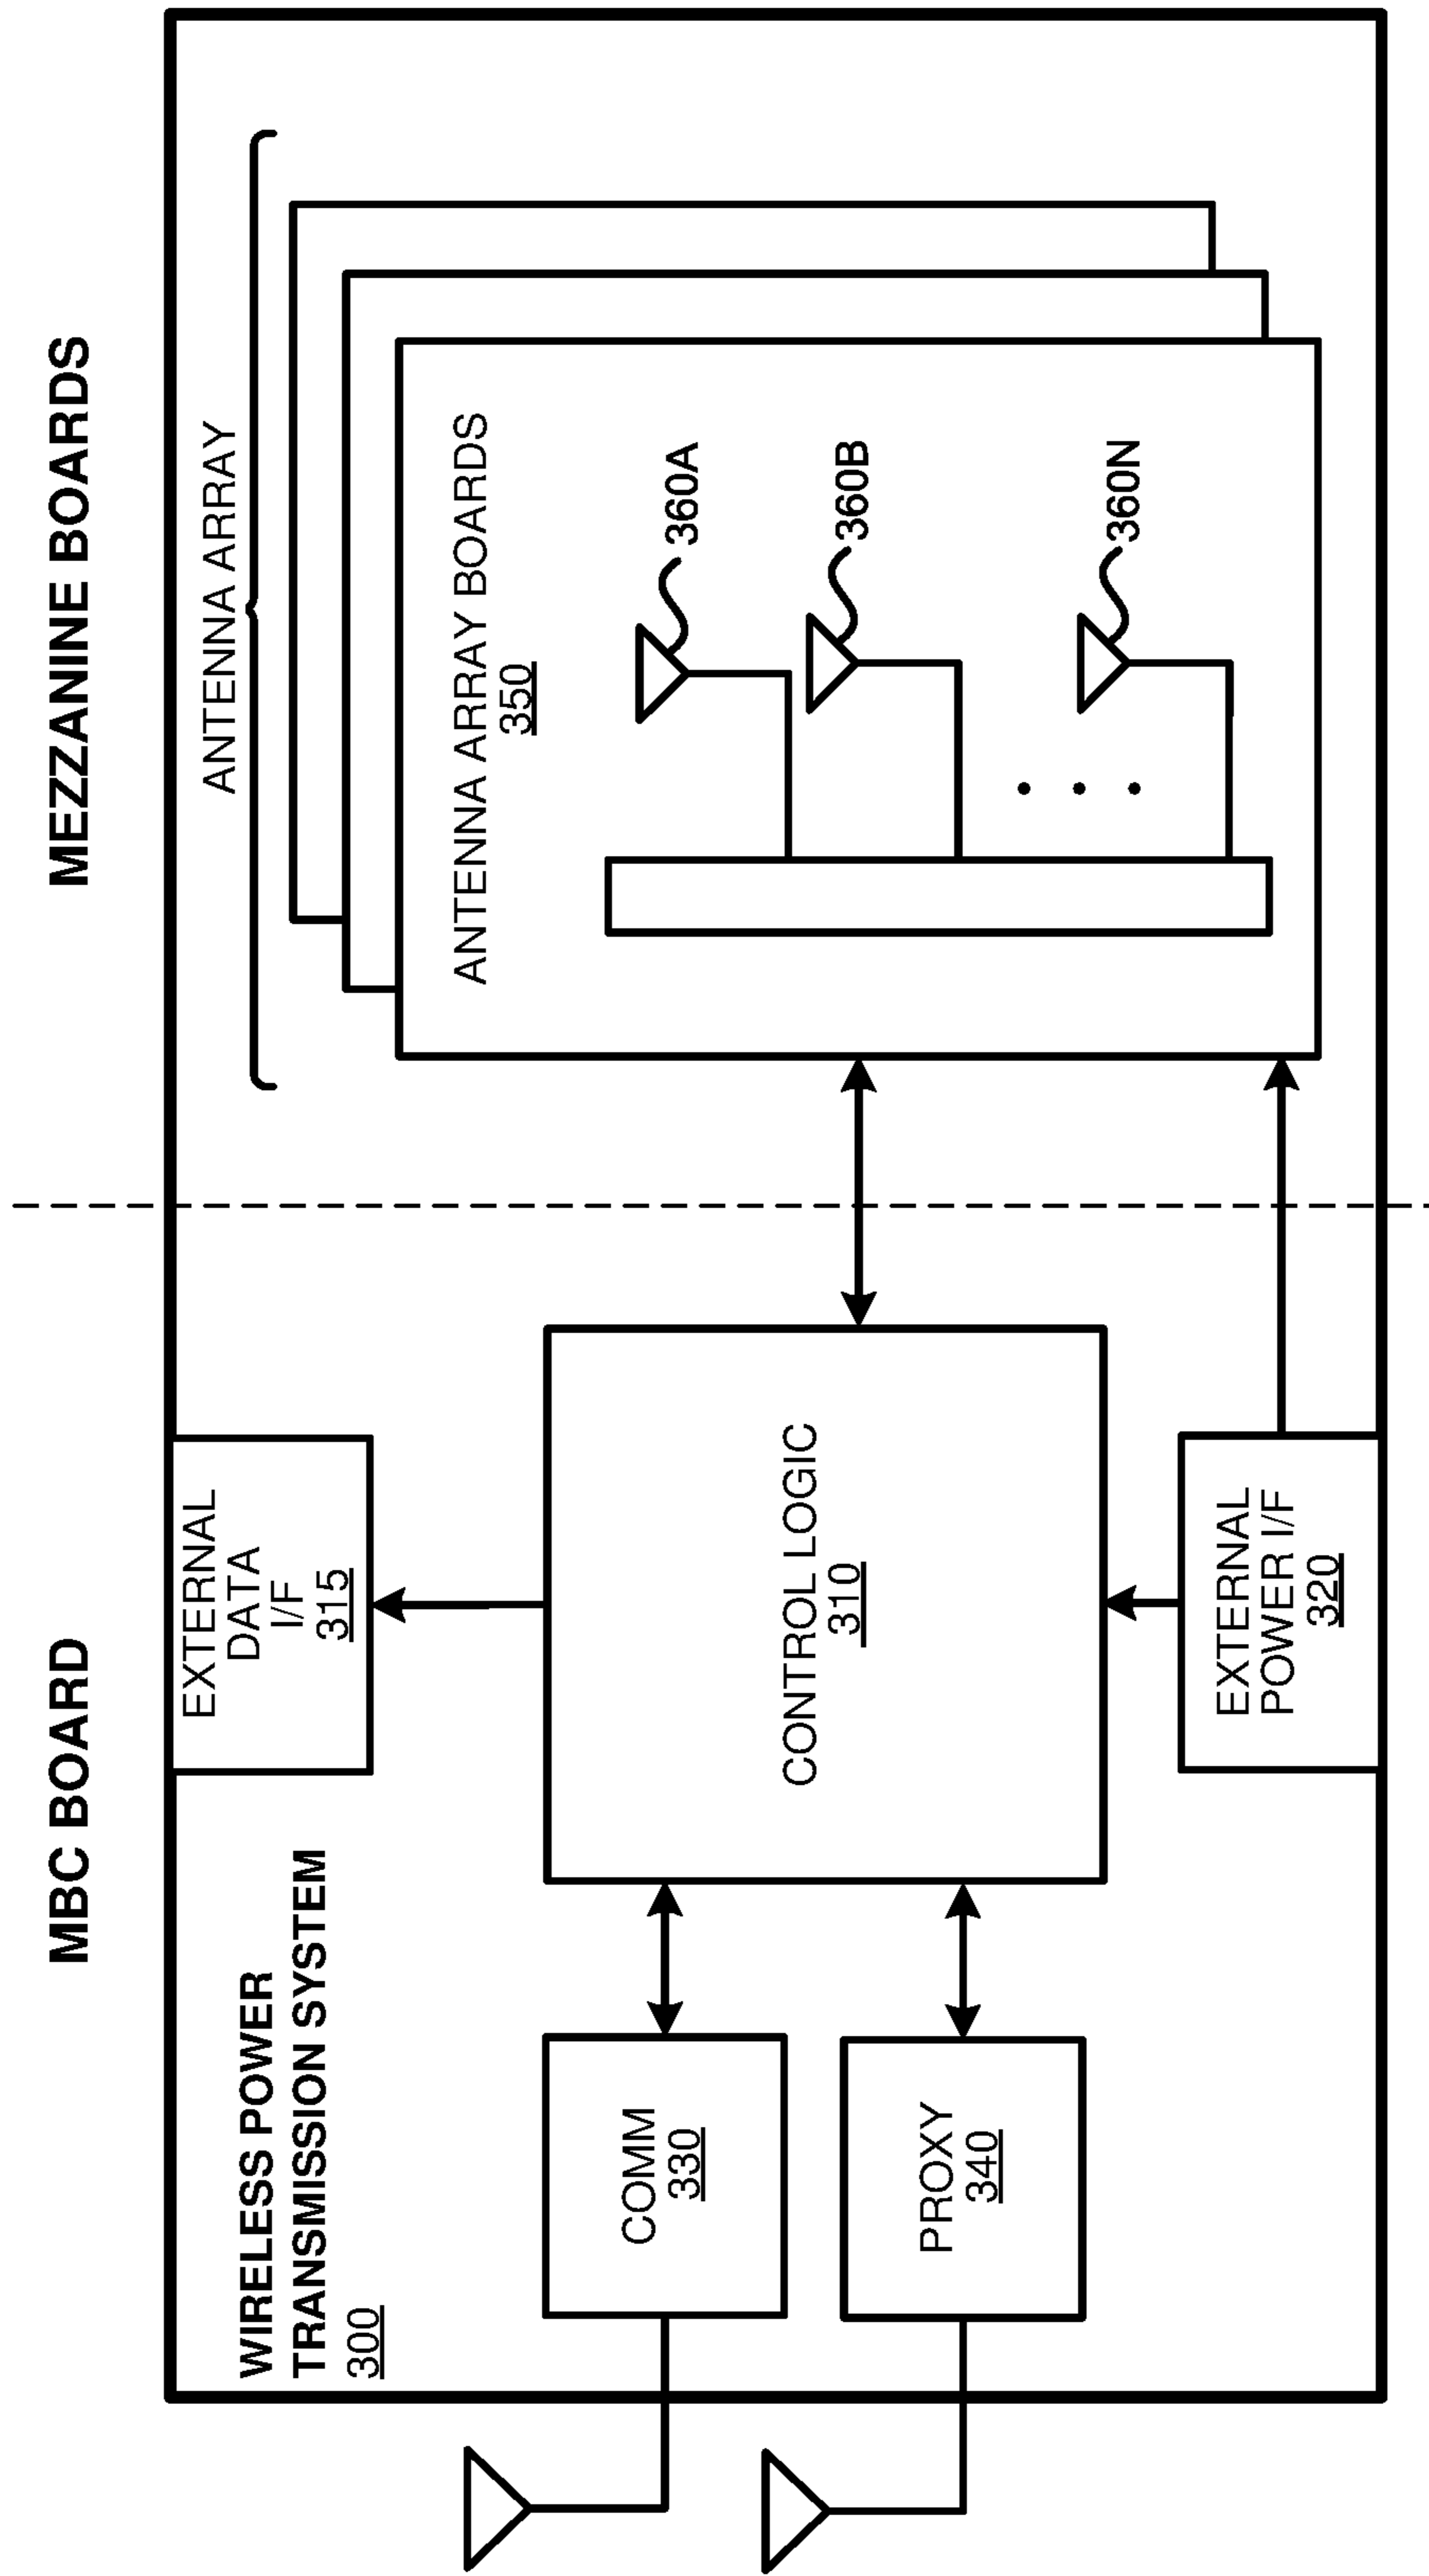 MBC BOARD
MEZZANINE BOARDS
WIRELESS POWER
TRANSMISSION SYSTEM
300
EXTERNAL
DATA
I/F
315
ANTENNA ARRAY
COMM
330
PROXY
340
CONTROL LOGIC
310
EXTERNAL
POWER I/F
320
ANTENNA ARRAY BOARDS
350
360A
360B
360N